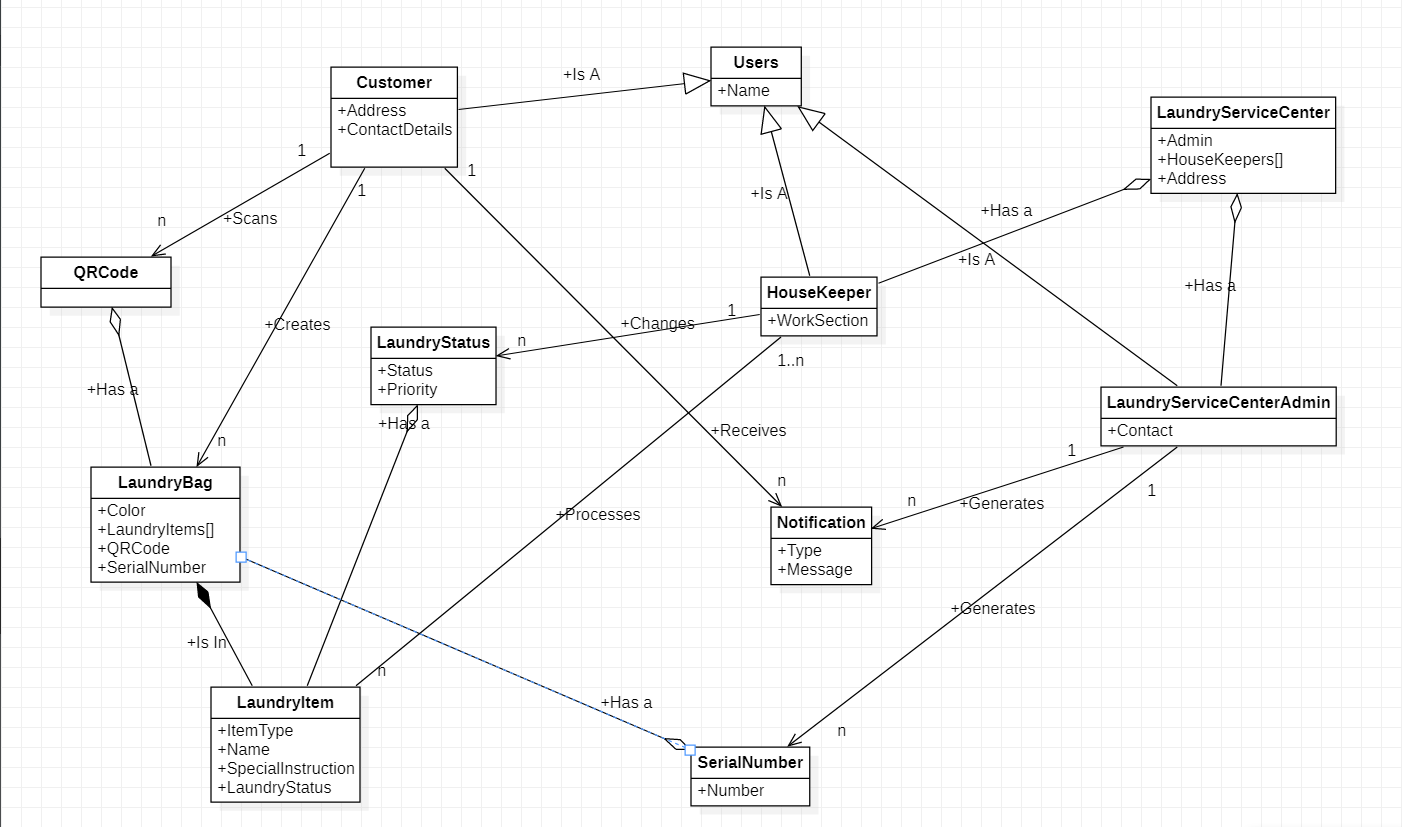 Users
+Name
+Is A
Customer
+Address
+ContactDetails
LaundryServiceCenter
+Admin
+HouseKeepers[]
+Address
1
1
1
+Is A
+Has a
n
+Scans
+Is A
QRCode
+Has a
HouseKeeper
+WorkSection
+Creates
+Changes
1
n
LaundryStatus
+Status
+Priority
1..n
+Has a
+Has a
LaundryServiceCenterAdmin
+Contact
n
+Receives
1
LaundryBag
+Color
+LaundryItems[]
+QRCode
+SerialNumber
n
n
+Generates
1
+Processes
Notification
+Type
+Message
+Generates
+Is In
n
LaundryItem
+ItemType
+Name
+SpecialInstruction
+LaundryStatus
+Has a
n
SerialNumber
+Number